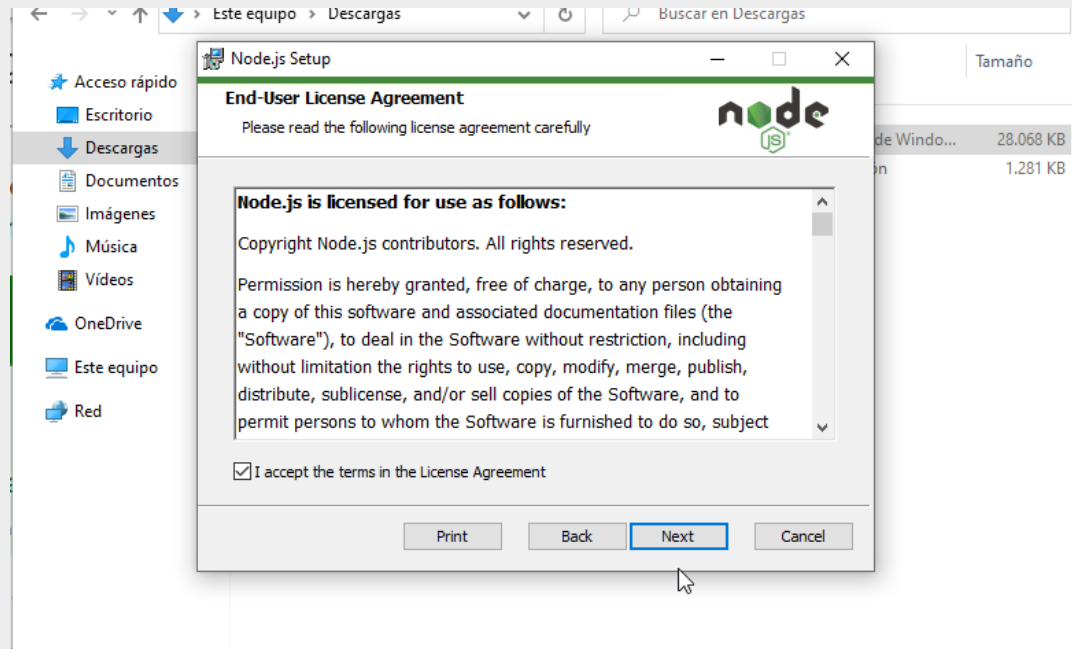 Este equipo > Descargas
Buscar en Descargas
Node.js Setup
Tamaño
Acceso rápido
Escritorio
Descargas
Documentos
Imágenes
Música
Vídeos
OneDrive
Este equipo
Red
End-User License Agreement
Please read the following license agreement carefully
node
JS
de Windo... 28.068 KB
1.281 KB
Node.js is licensed for use as follows:
Copyright Node.js contributors. All rights reserved.
Permission is hereby granted, free of charge, to any person obtaining
a copy of this software and associated documentation files (the
"Software"), to deal in the Software without restriction, including
without limitation the rights to use, copy, modify, merge, publish,
distribute, sublicense, and/or sell copies of the Software, and to
permit persons to whom the Software is furnished to do so, subject
I accept the terms in the License Agreement
Print Back Next Cancel